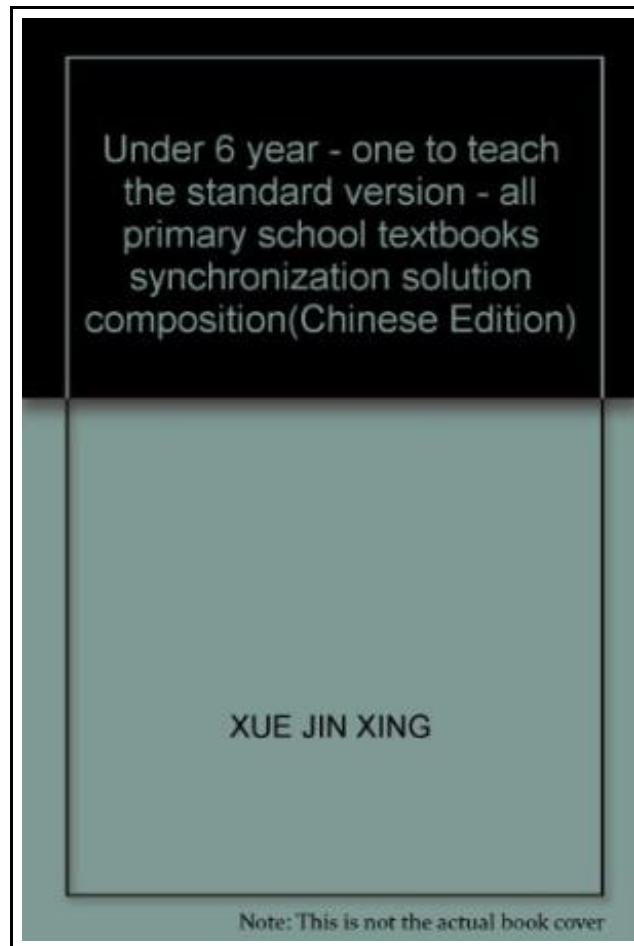 Under 6 year - one to teach
the standard version - all
primary school textbooks
synchronization solution
composition(Chinese Edition)
XUE JIN XING
Note: This is not the actual book cover